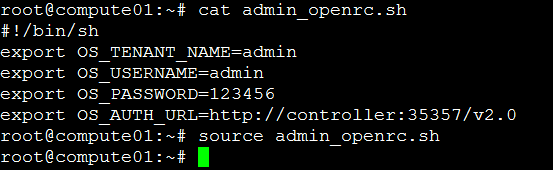 root@compute01:~# cat admin_openrc.sh
#!/bin/sh
export OS_TENANT_NAME=admin
export OS_USERNAME=admin
export OS_PASSWORD=123456
export OS_AUTH_URL=http://controller:35357/v2.0
root@compute01:~# source admin_openrc.sh
root@compute01:~#